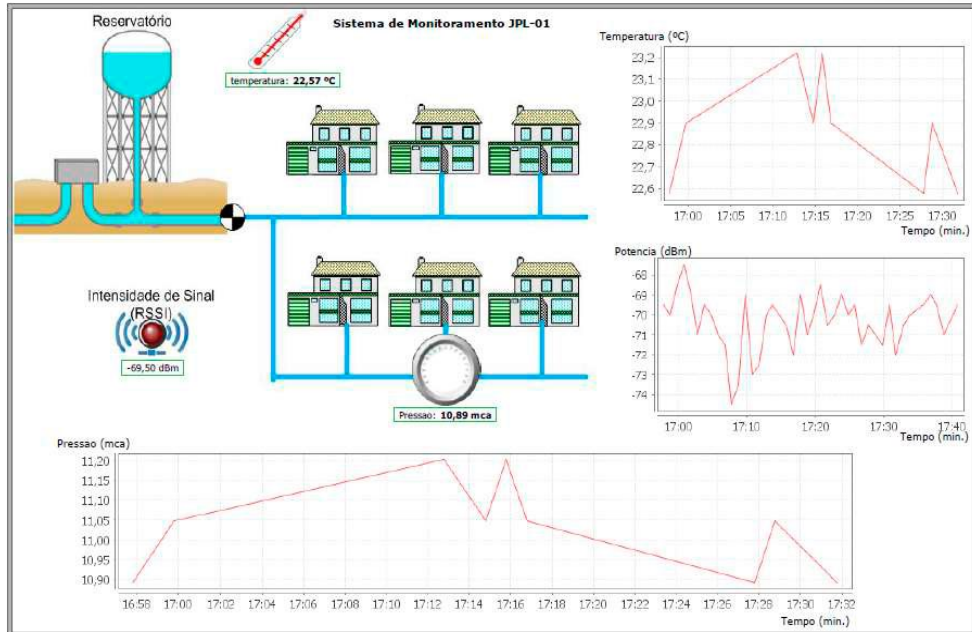 Sistema de Monitoramento JPL-01
Reservatório
temperatura: 22,57 ºC
Intensidade de Sinal
(RSSI)
-69,50 dBm
Pressao: 10,89 mca
Temperatura (ºC)
23,2
23,1
23,0
22,9
22,8
22,7
22,6
17:00 17:05 17:10 17:15 17:20 17:25 17:30
Tempo (min.)
Potencia (dBm)
-68
-69
-70
-71
-72
-73
-74
17:00 17:10 17:20 17:30 17:40
Tempo (min.)
Pressao (mca)
11,20
11,15
11,10
11,05
11,00
10,95
10,90
16:58 17:00 17:02 17:04 17:06 17:08 17:10 17:12 17:14 17:16 17:18 17:20 17:22 17:24 17:26 17:28 17:30 17:32
Tempo (min.)